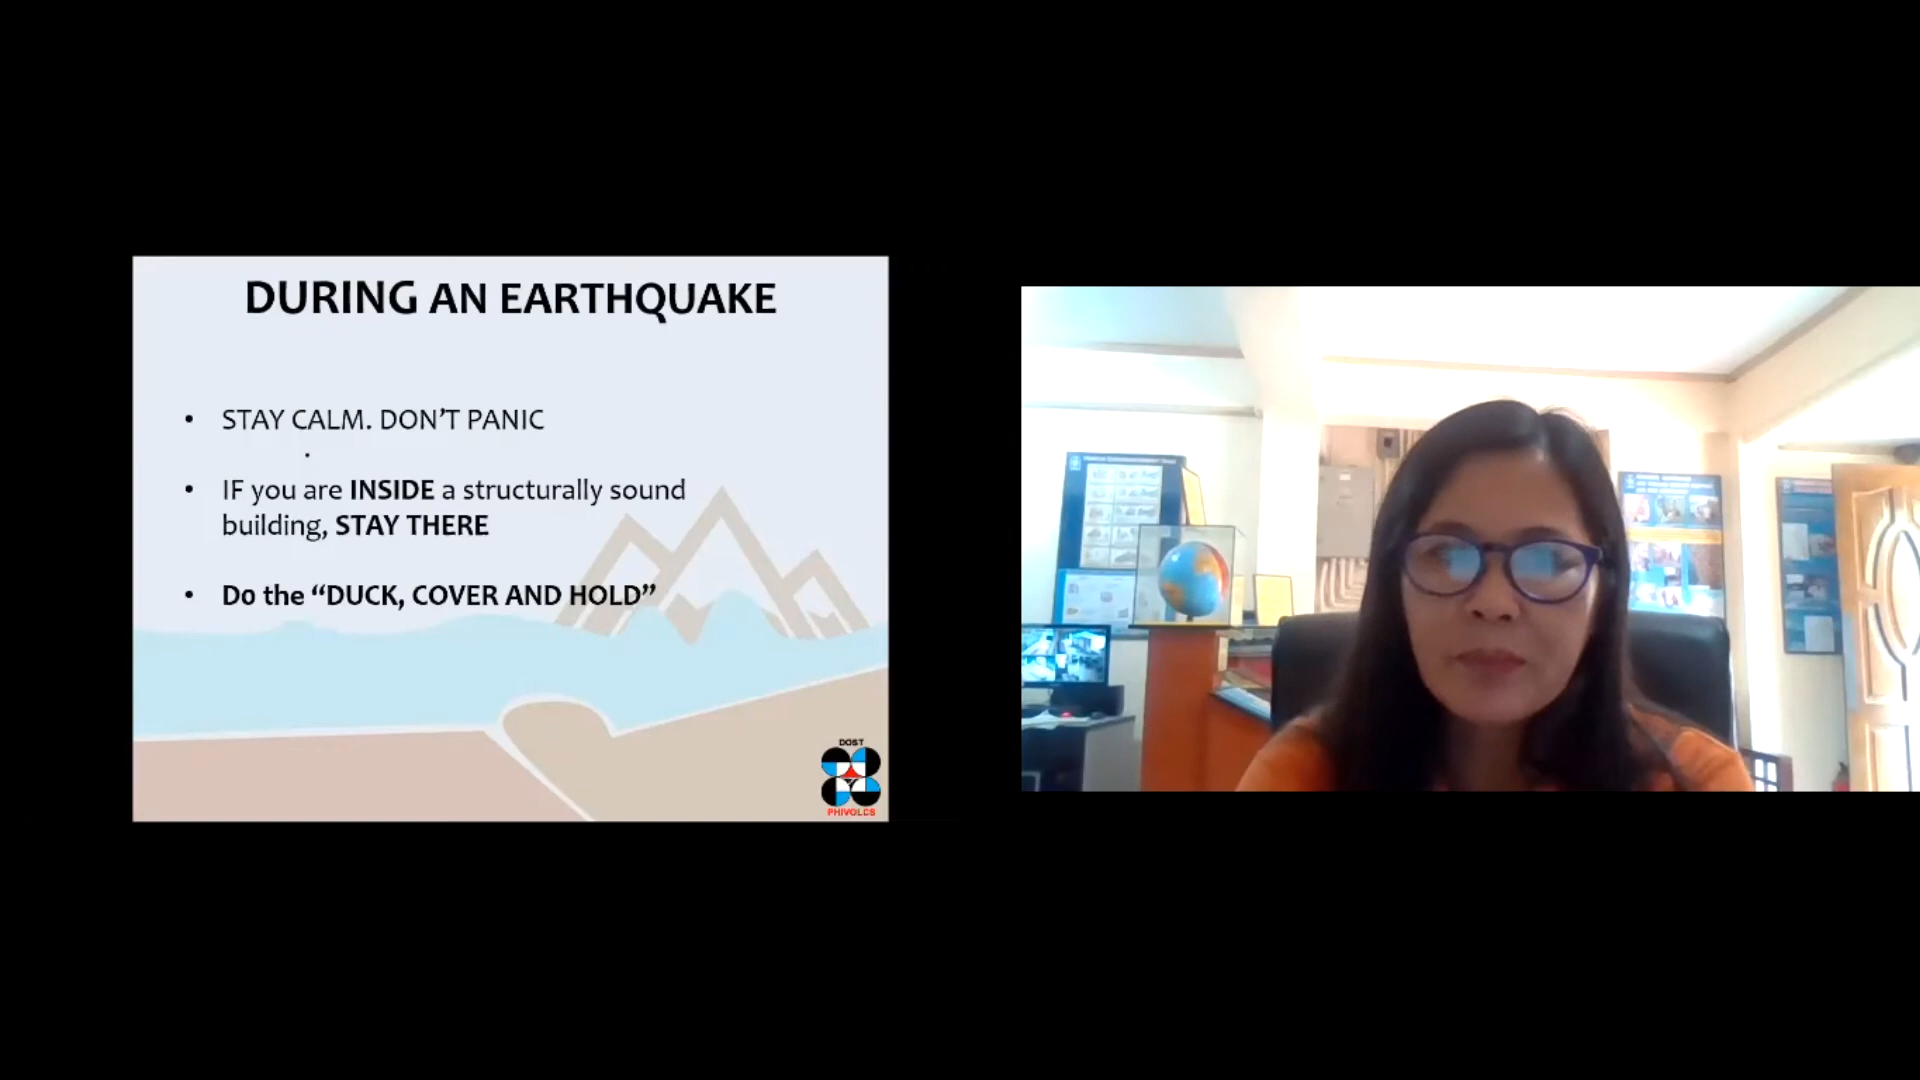 DURING AN EARTHQUAKE
• STAY CALM. DON’T PANIC
• IF you are INSIDE a structurally sound
building, STAY THERE
• Do the “DUCK, COVER AND HOLD”
DOST
PHIVOLCS